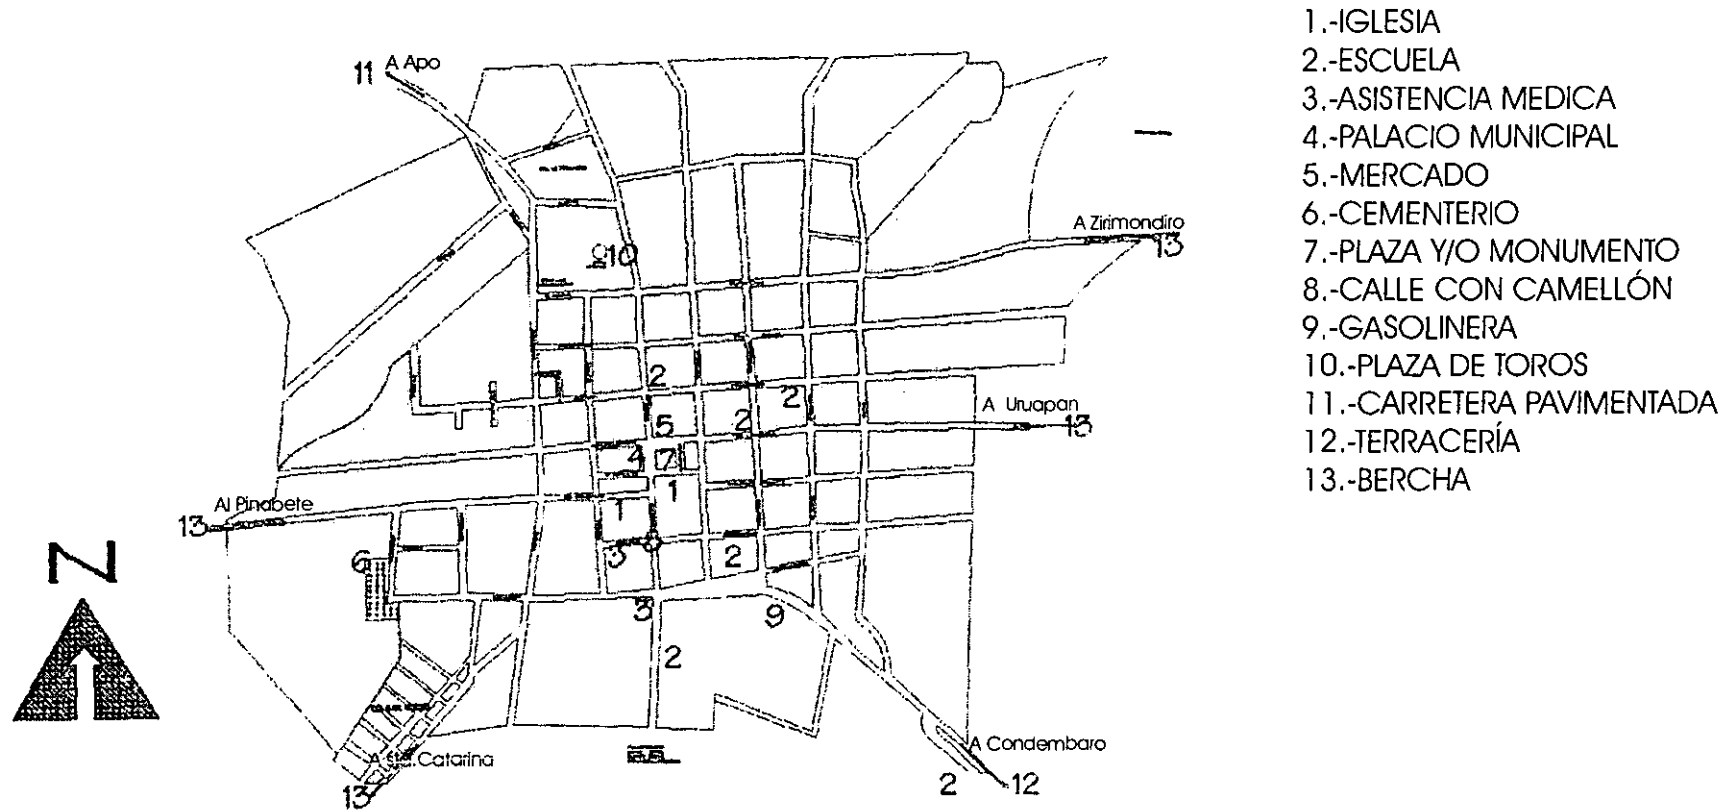 1.-IGLESIA
2.-ESCUELA
3.-ASISTENCIA MEDICA
4.-PALACIO MUNICIPAL
5.-MERCADO
6.-CEMENTERIO
7.-PLAZA Y/O MONUMENTO
8.-CALLE CON CAMELLÓN
9.-GASOLINERA
10.-PLAZA DE TOROS
11.-CARRETERA PAVIMENTADA
12.-TERRACERÍA
13.-BERCHA
11 A Apo
A Zirimondiro
13
10
2
2
2
A Uruapan
13
5
4
7
1
1
Al Pinabete
13
N
6
3
2
3
9
2
A Condembaro
A Sta. Catarina
13
2
12